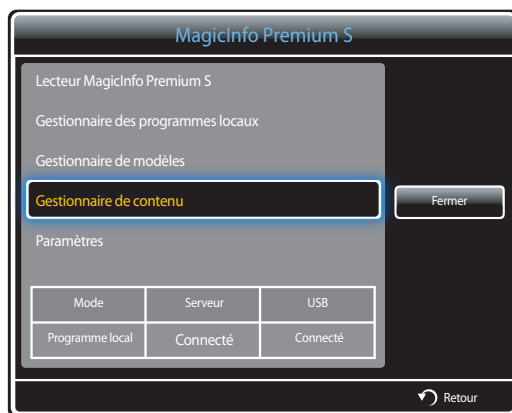 MagicInfo Premium S
Lecteur MagicInfo Premium S
Gestionnaire des programmes locaux
Gestionnaire de modèles
Gestionnaire de contenu
Fermer
Paramètres
Mode Serveur USB
Programme local Connecté Connecté
Retour